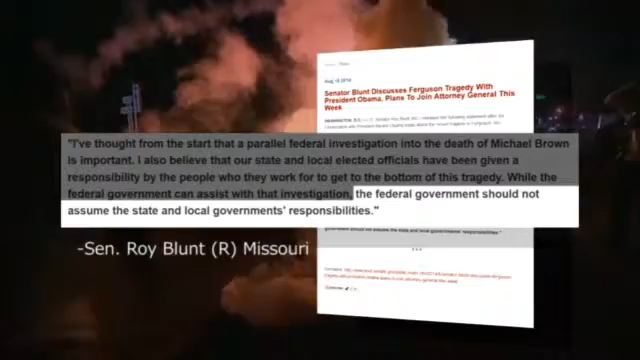 Senator Blunt Discusses Ferguson Tragedy With
President Obama, Plans To Join Attorney General This
Week
"I've thought from the start that a parallel federal investigation into the death of Michael Brown
is important. I also believe that our state and local elected officials have been given a
responsibility by the people who they work for to get to the bottom of this tragedy. While the
federal government can assist with that investigation, the federal government should not
assume the state and local governments' responsibilities."
-Sen. Roy Blunt (R) Missouri